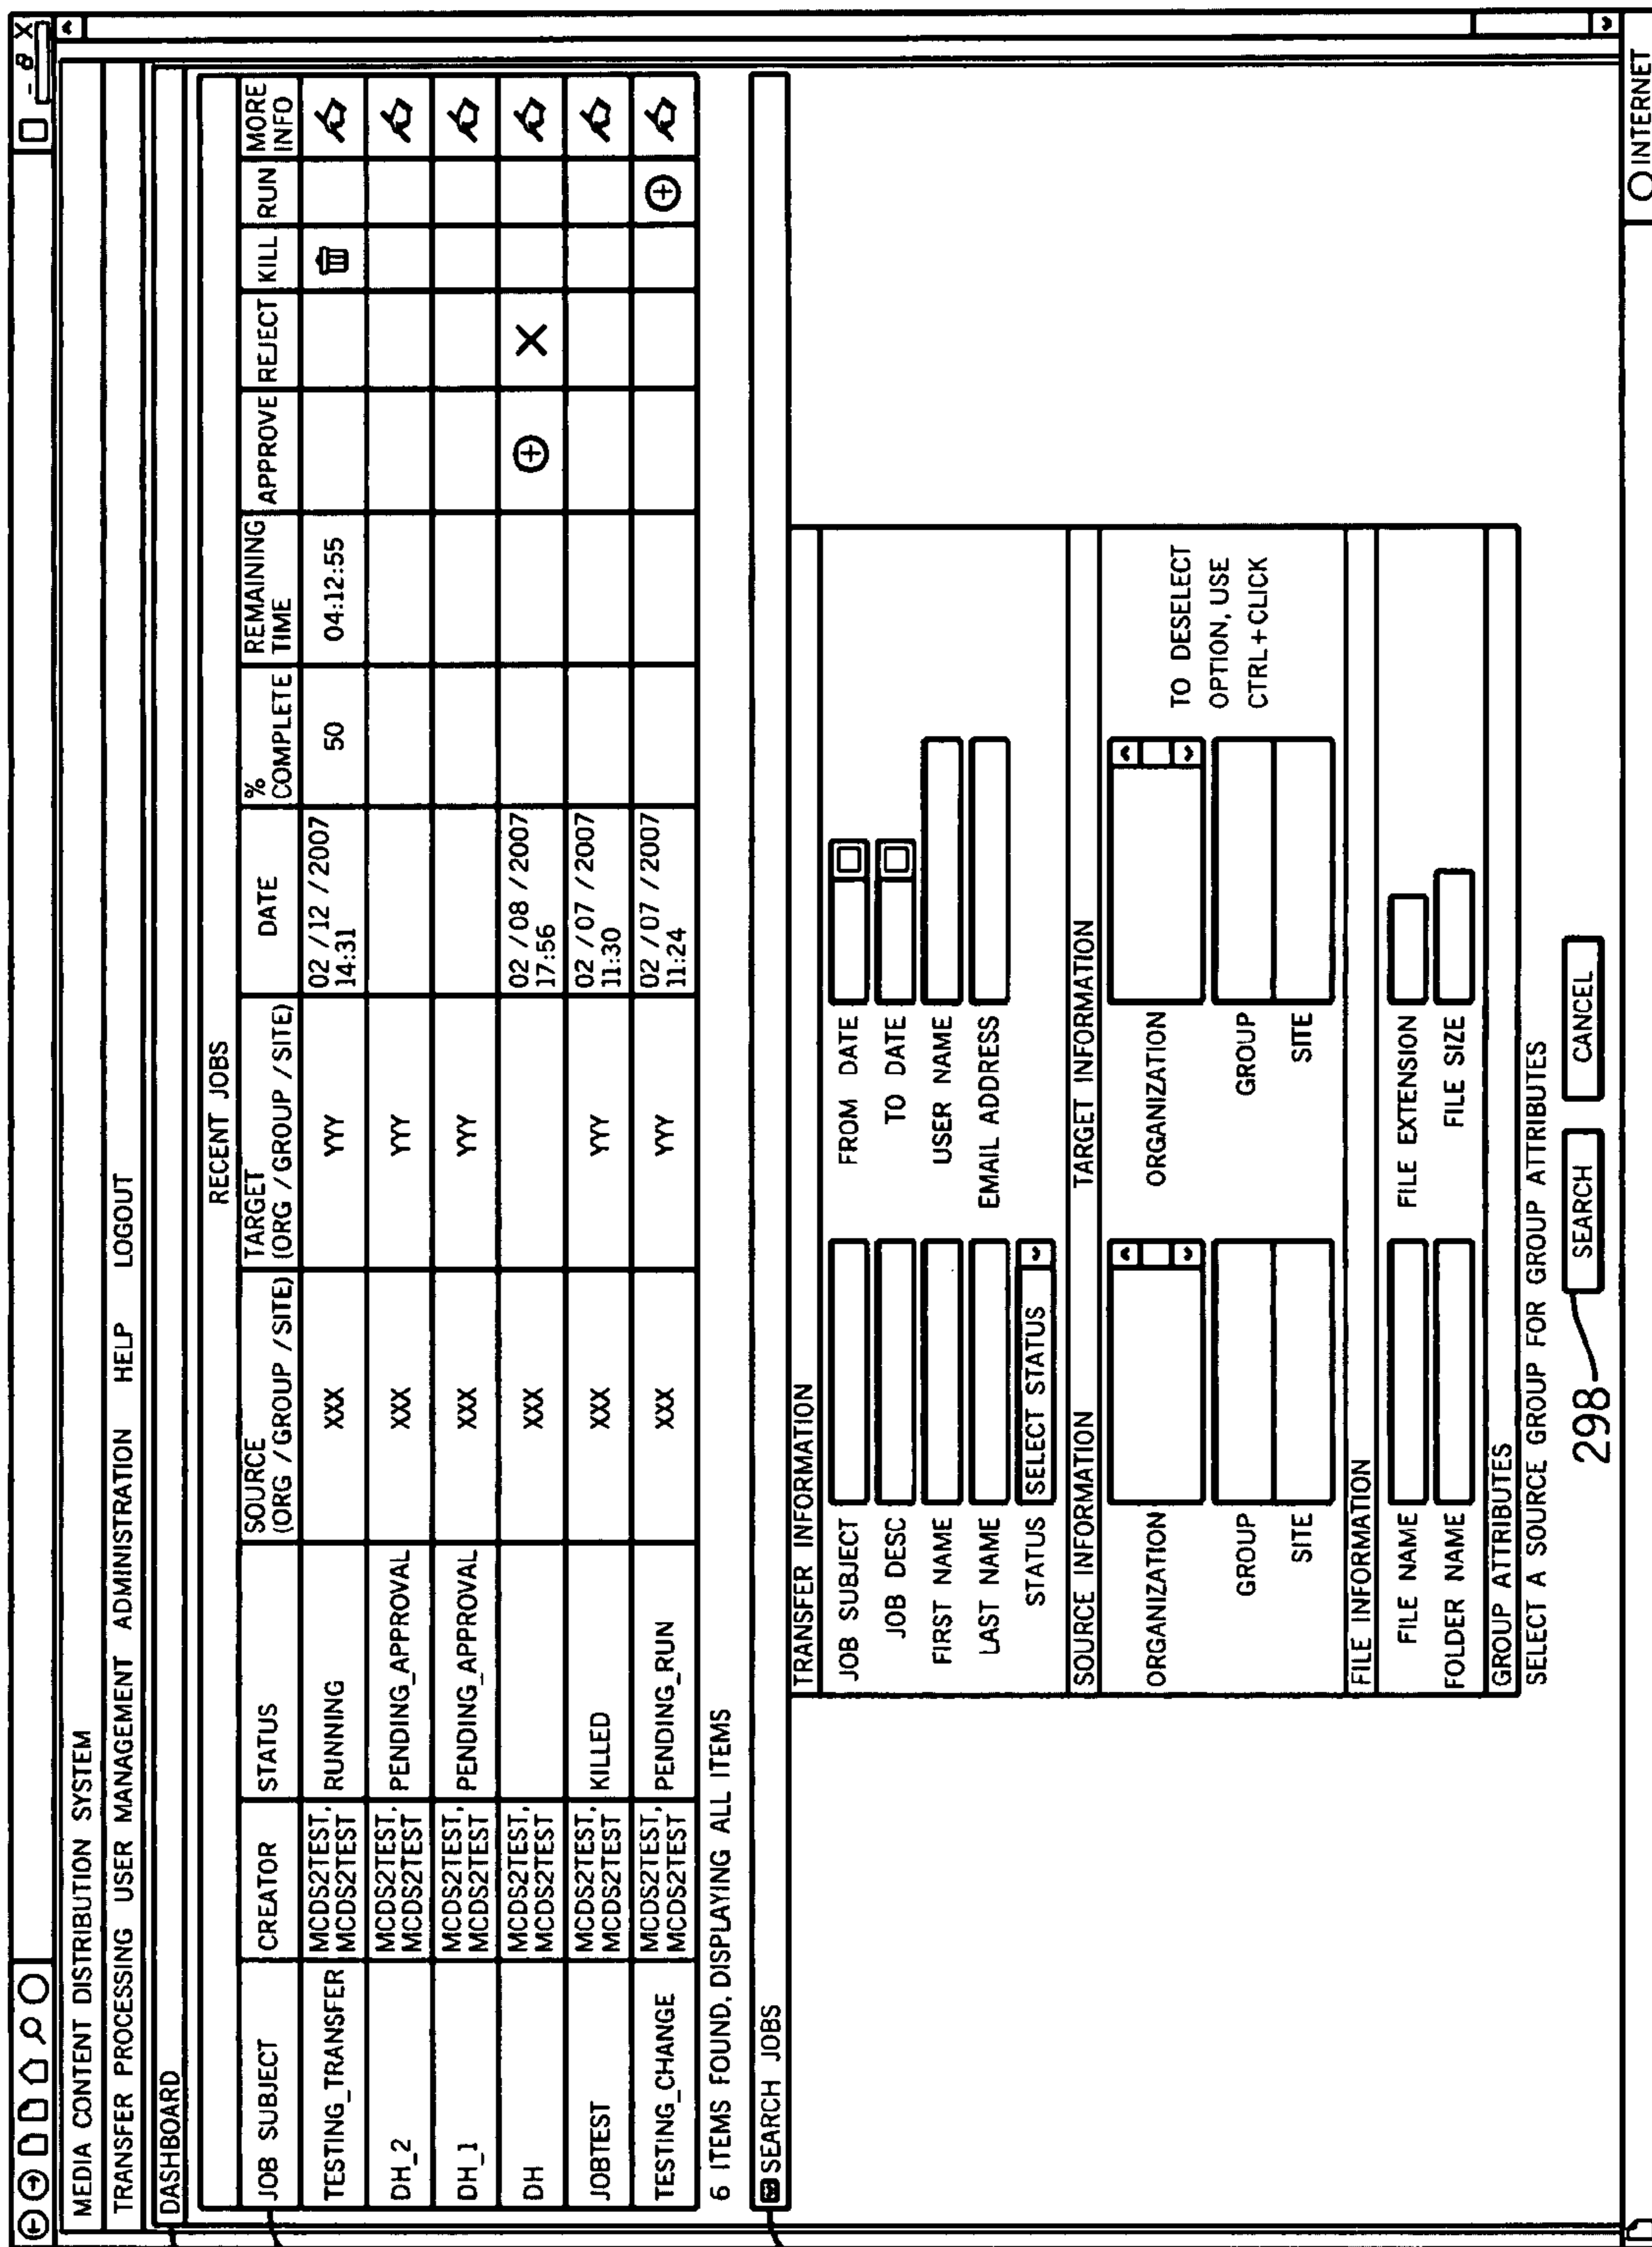 MEDIA CONTENT DISTRIBUTION SYSTEM
TRANSFER PROCESSING USER MANAGEMENT ADMINISTRATION HELP LOGOUT
DASHBOARD
RECENT JOBS
JOB SUBJECT CREATOR STATUS SOURCE (ORG / GROUP / SITE) TARGET (ORG / GROUP / SITE) DATE % COMPLETE REMAINING TIME APPROVE REJECT KILL RUN MORE INFO
TESTING_TRANSFER MCDS2TEST, MCDS2TEST RUNNING XXX YYY 02 / 12 / 2007 14:31 50 04:12:55
DH_2 MCDS2TEST, MCDS2TEST PENDING_APPROVAL XXX YYY
DH_1 MCDS2TEST, MCDS2TEST PENDING_APPROVAL XXX YYY
DH MCDS2TEST, MCDS2TEST XXX 02 / 08 / 2007 17:56 X
JOBTEST MCDS2TEST, MCDS2TEST KILLED XXX YYY 02 / 07 / 2007 11:30
TESTING_CHANGE MCDS2TEST, MCDS2TEST PENDING_RUN XXX YYY 02 / 07 / 2007 11:24
6 ITEMS FOUND, DISPLAYING ALL ITEMS
SEARCH JOBS
TRANSFER INFORMATION
JOB SUBJECT FROM DATE
JOB DESC TO DATE
FIRST NAME USER NAME
LAST NAME EMAIL ADDRESS
STATUS SELECT STATUS
SOURCE INFORMATION TARGET INFORMATION
ORGANIZATION ORGANIZATION
TO DESELECT
OPTION, USE
CTRL+CLICK
GROUP GROUP
SITE SITE
FILE INFORMATION
FILE NAME FILE EXTENSION
FOLDER NAME FILE SIZE
GROUP ATTRIBUTES
SELECT A SOURCE GROUP FOR GROUP ATTRIBUTES
298 SEARCH CANCEL
INTERNET